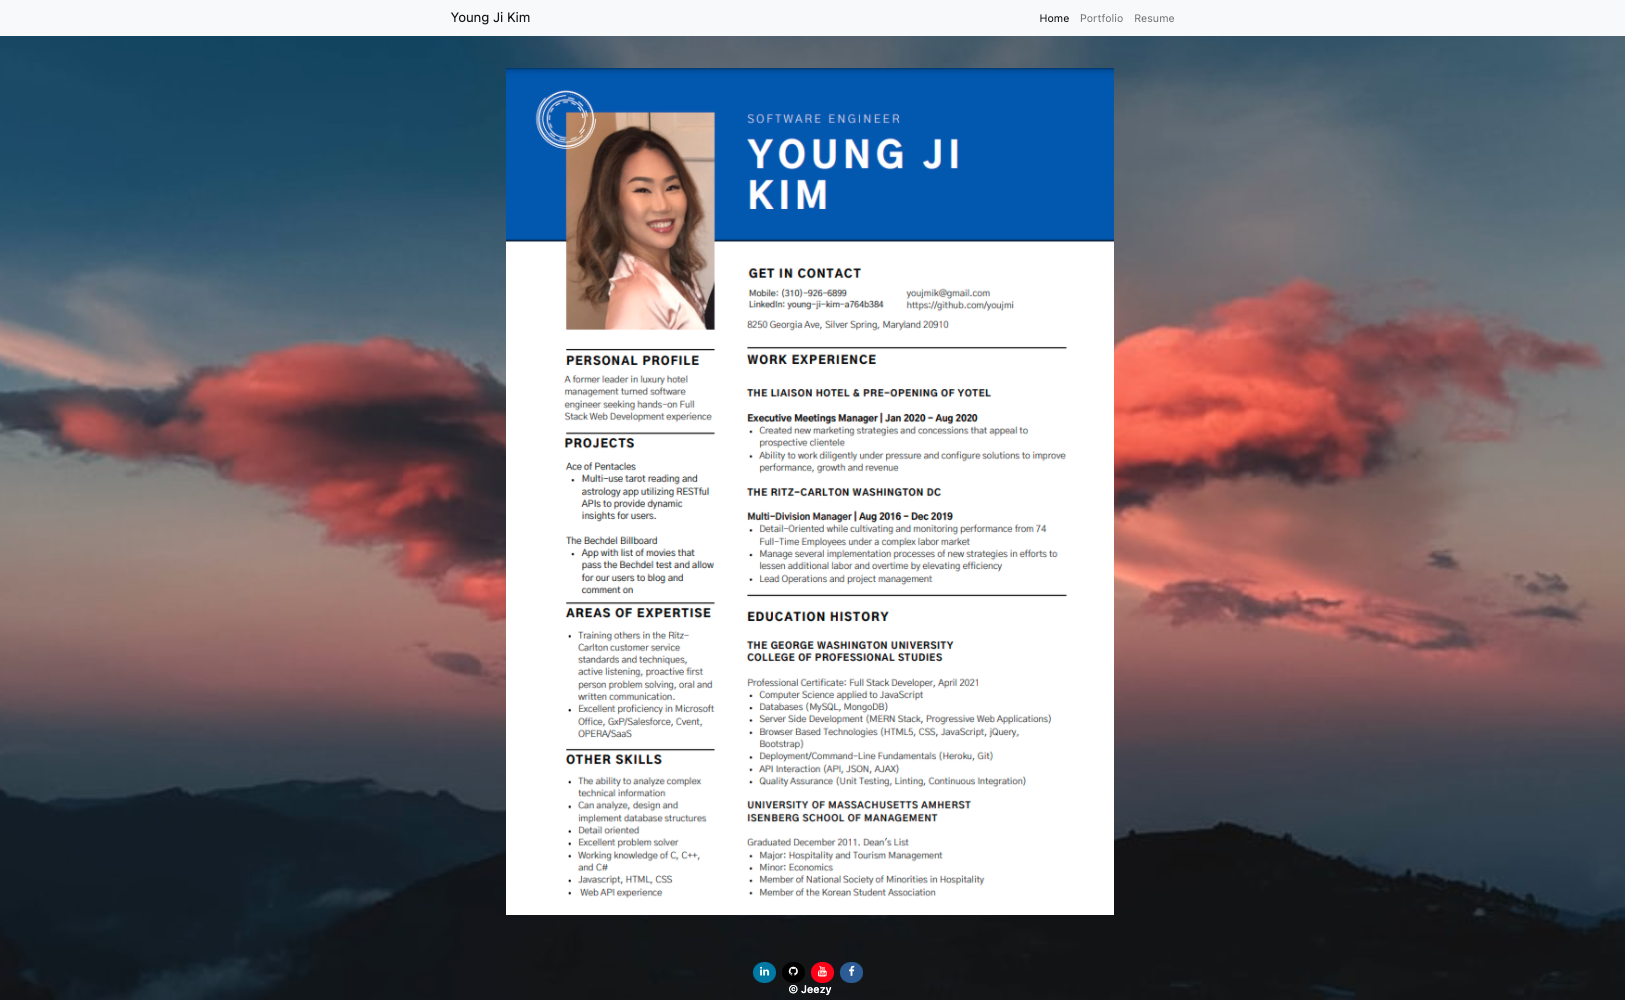 Young Ji Kim
Home Portfolio Resume
SOFTWARE ENGINEER
YOUNG JI
KIM
GET IN CONTACT
Mobile: (310)-926-6899 youjmik@gmail.com
LinkedIn: young-ji-kim-a764b384 https://github.com/youjmi
8250 Georgia Ave, Silver Spring, Maryland 20910
PERSONAL PROFILE
A former leader in luxury hotel
management turned software
engineer seeking hands-on Full
Stack Web Development experience
PROJECTS
Ace of Pentacles
• Multi-use tarot reading and
astrology app utilizing RESTful
APIs to provide dynamic
insights for users.
The Bechdel Billboard
• App with list of movies that
pass the Bechdel test and allow
for our users to blog and
comment on
AREAS OF EXPERTISE
• Training others in the Ritz-
Carlton customer service
standards and techniques,
active listening, proactive first
person problem solving, oral and
written communication.
• Excellent proficiency in Microsoft
Office, GxP/Salesforce, Cvent,
OPERA/SaaS
OTHER SKILLS
• The ability to analyze complex
technical information
• Can analyze, design and
implement database structures
• Detail oriented
• Excellent problem solver
• Working knowledge of C, C++,
and C#
• Javascript, HTML, CSS
• Web API experience
WORK EXPERIENCE
THE LIAISON HOTEL & PRE-OPENING OF YOTEL
Executive Meetings Manager | Jan 2020 - Aug 2020
• Created new marketing strategies and concessions that appeal to
prospective clientele
• Ability to work diligently under pressure and configure solutions to improve
performance, growth and revenue
THE RITZ-CARLTON WASHINGTON DC
Multi-Division Manager | Aug 2016 - Dec 2019
• Detail-Oriented while cultivating and monitoring performance from 74
Full-Time Employees under a complex labor market
• Manage several implementation processes of new strategies in efforts to
lessen additional labor and overtime by elevating efficiency
• Lead Operations and project management
EDUCATION HISTORY
THE GEORGE WASHINGTON UNIVERSITY
COLLEGE OF PROFESSIONAL STUDIES
Professional Certificate: Full Stack Developer, April 2021
• Computer Science applied to JavaScript
• Databases (MySQL, MongoDB)
• Server Side Development (MERN Stack, Progressive Web Applications)
• Browser Based Technologies (HTML5, CSS, JavaScript, jQuery,
Bootstrap)
• Deployment/Command-Line Fundamentals (Heroku, Git)
• API Interaction (API, JSON, AJAX)
• Quality Assurance (Unit Testing, Linting, Continuous Integration)
UNIVERSITY OF MASSACHUSETTS AMHERST
ISENBERG SCHOOL OF MANAGEMENT
Graduated December 2011. Dean's List
• Major: Hospitality and Tourism Management
• Minor: Economics
• Member of National Society of Minorities in Hospitality
• Member of the Korean Student Association
© Jeezy